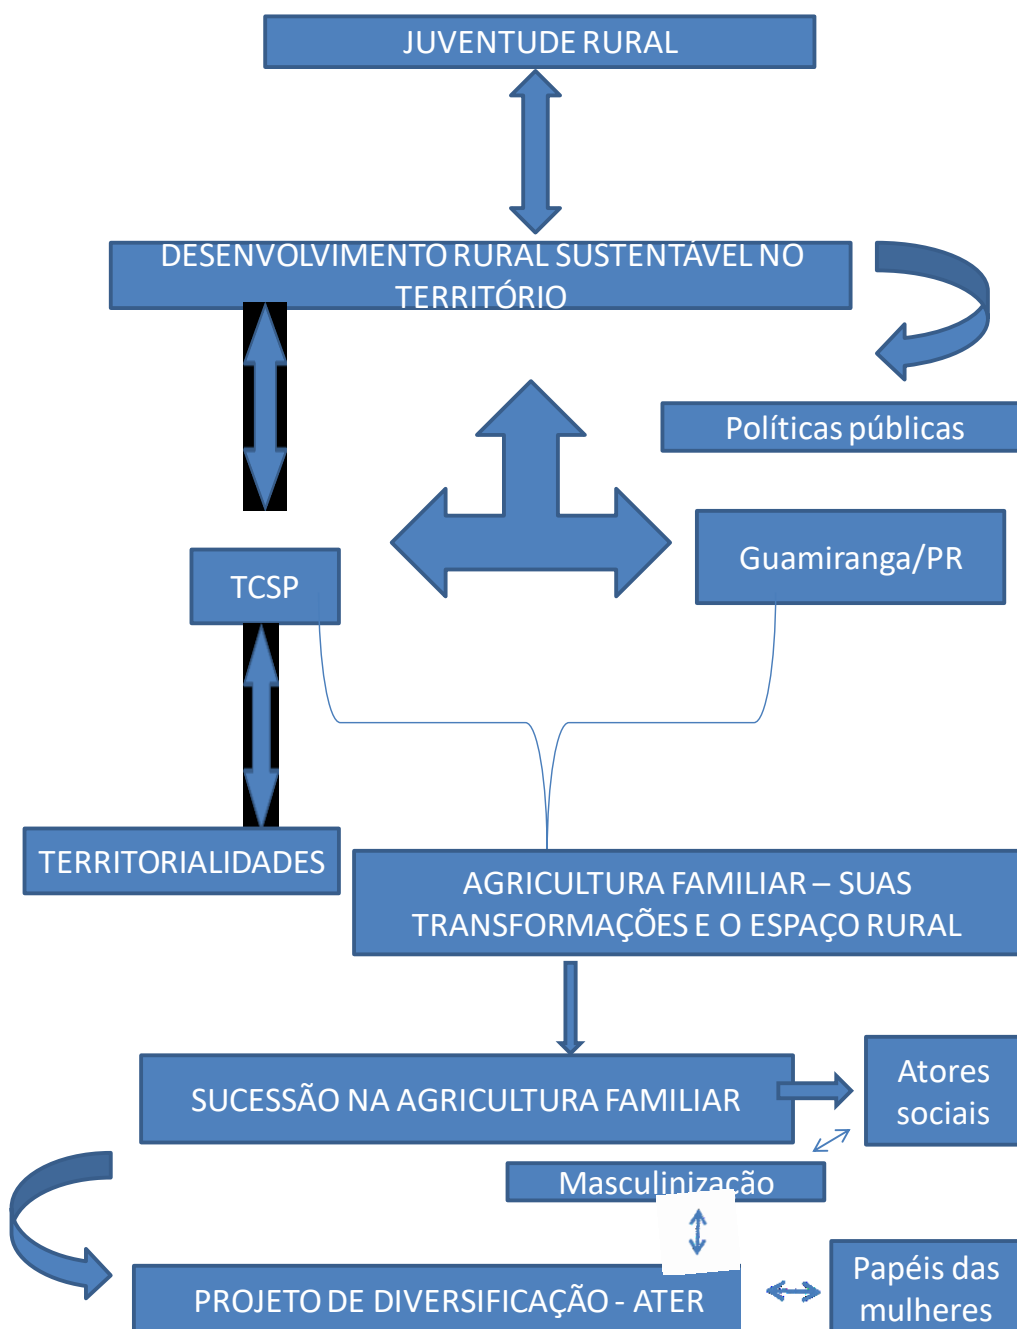 JUVENTUDE RURAL
DESENVOLVIMENTO RURAL SUSTENTÁVEL NO
TERRITÓRIO
Políticas públicas
Guamiranga/PR
TCSP
TERRITORIALIDADES
AGRICULTURA FAMILIAR – SUAS
TRANSFORMAÇÕES E O ESPAÇO RURAL
SUCESSÃO NA AGRICULTURA FAMILIAR
Atores
sociais
Masculinização
PROJETO DE DIVERSIFICAÇÃO - ATER
Papéis das
mulheres